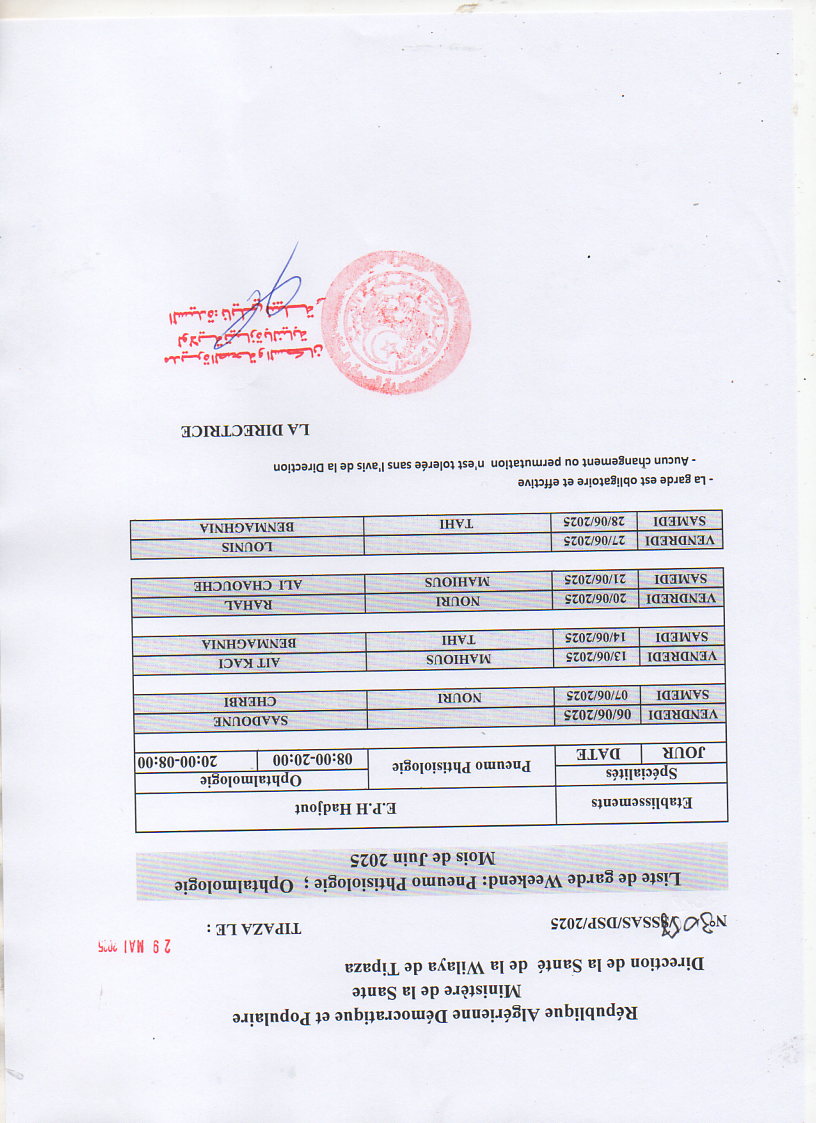 République Algérienne Démocratique et Populaire
Ministère de la Sante
Direction de la Santé de la Wilaya de Tipaza
29 MAI 2025
N° /SSAS/DSP/2025
TIPAZA LE :
Liste de garde Weekend: Pneumo Phtisiologie ; Ophtalmologie
Mois de Juin 2025
Etablissements E.P.H Hadjout
Spécialités Pneumo Phtisiologie Ophtalmologie
JOUR DATE 08:00-20:00 20:00-08:00
VENDREDI 06/06/2025 SAADOUNE
SAMEDI 07/06/2025 NOURI CHERBI
VENDREDI 13/06/2025 MAHIOUS AIT KACI
SAMEDI 14/06/2025 TAHI BENMAGHNIA
VENDREDI 20/06/2025 NOURI RAHAL
SAMEDI 21/06/2025 MAHIOUS ALI CHAOUCHE
VENDREDI 27/06/2025 LOUNIS
SAMEDI 28/06/2025 TAHI BENMAGHNIA
- La garde est obligatoire et effctive
- Aucun changement ou permutation n'est tolerée sans l'avis de la Direction
LA DIRECTRICE
مديرة الصحة والسكان
لولاية تيبازة بالنيابة
السيدة: نايلي نبيلة